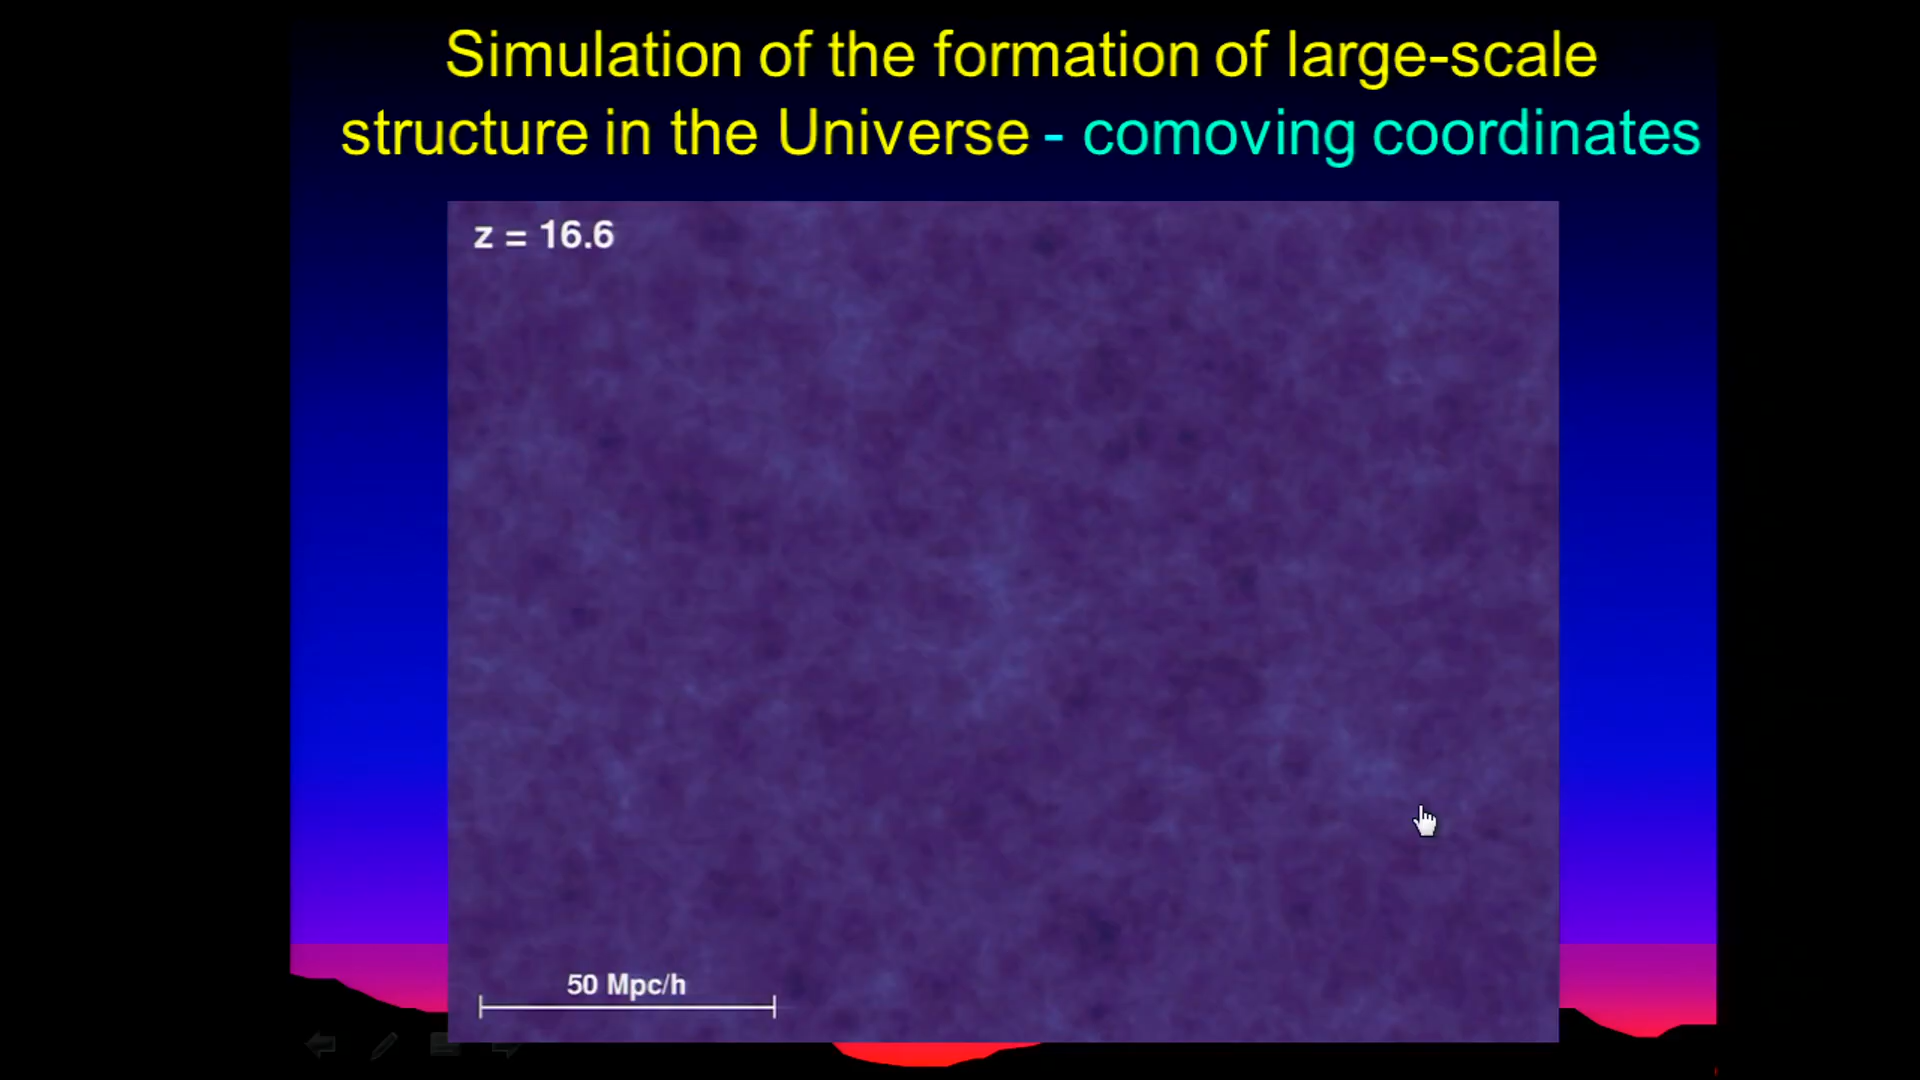 Simulation of the formation of large-scale
structure in the Universe - comoving coordinates
z = 16.6
50 Mpc/h